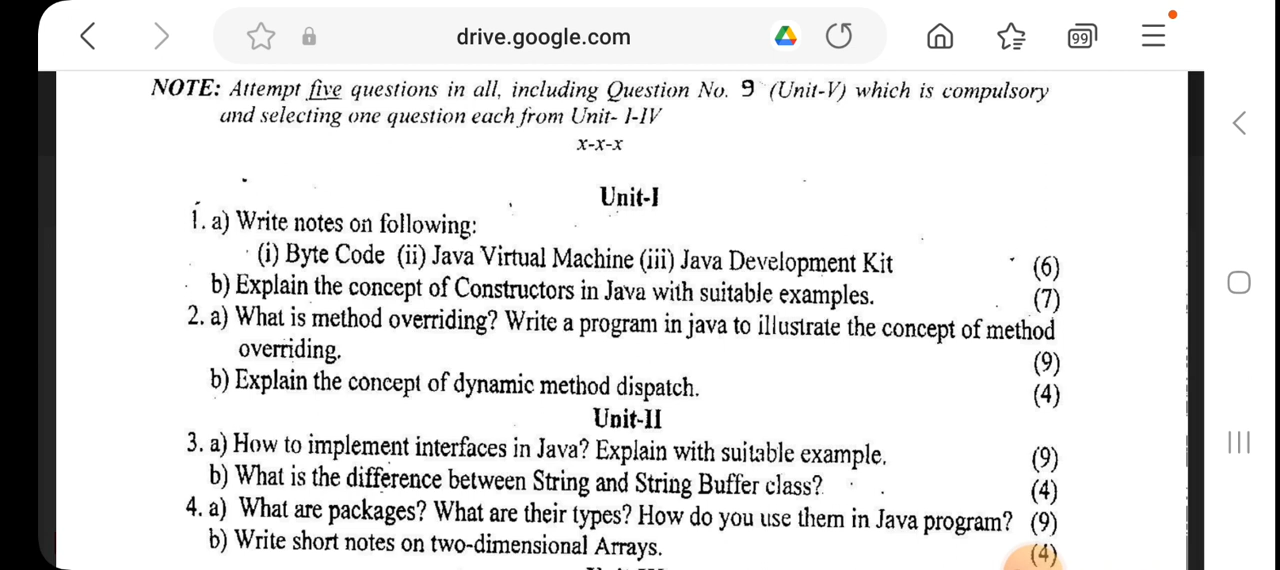 drive.google.com
99
NOTE: Attempt five questions in all, including Question No. 9 (Unit-V) which is compulsory
and selecting one question each from Unit- I-IV
x-x-x
Unit-I
1. a) Write notes on following:
(i) Byte Code (ii) Java Virtual Machine (iii) Java Development Kit (6)
b) Explain the concept of Constructors in Java with suitable examples. (7)
2. a) What is method overriding? Write a program in java to illustrate the concept of method
overriding. (9)
b) Explain the concept of dynamic method dispatch. (4)
Unit-II
3. a) How to implement interfaces in Java? Explain with suitable example. (9)
b) What is the difference between String and String Buffer class? (4)
4. a) What are packages? What are their types? How do you use them in Java program? (9)
b) Write short notes on two-dimensional Arrays. (4)